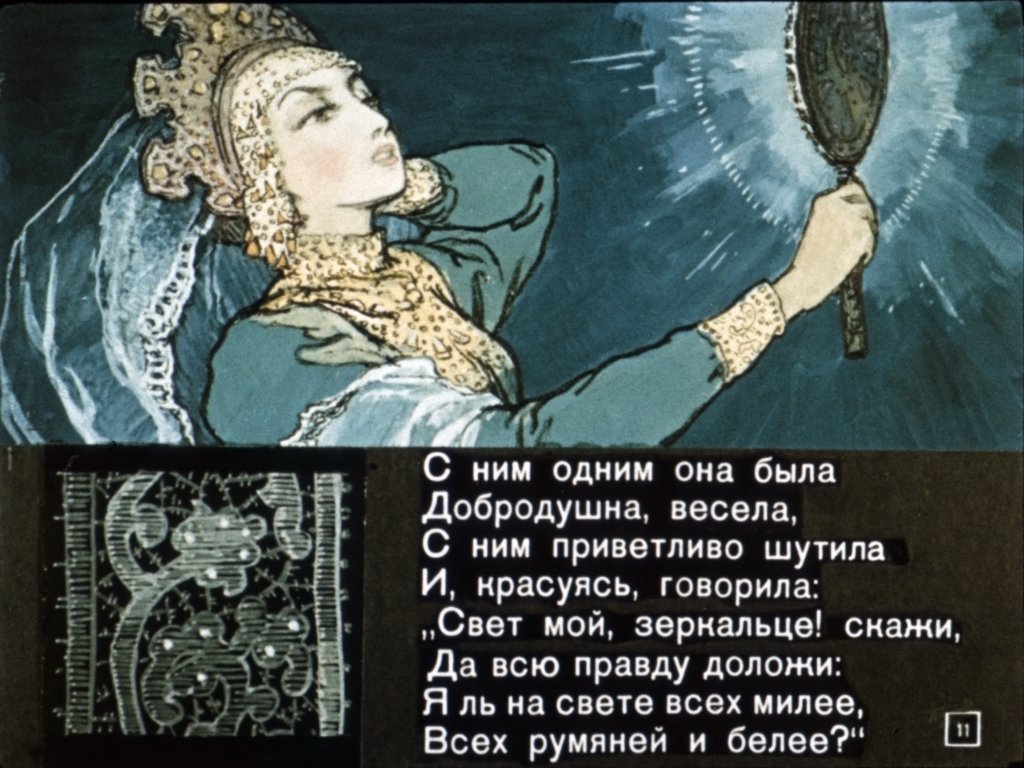 С ним одним она была
Добродушна, весела,
С ним приветливо шутила
И, красуясь, говорила:
„Свет мой, зеркальце! скажи,
Да всю правду доложи:
Я ль на свете всех милее,
Всех румяней и белее?“
11